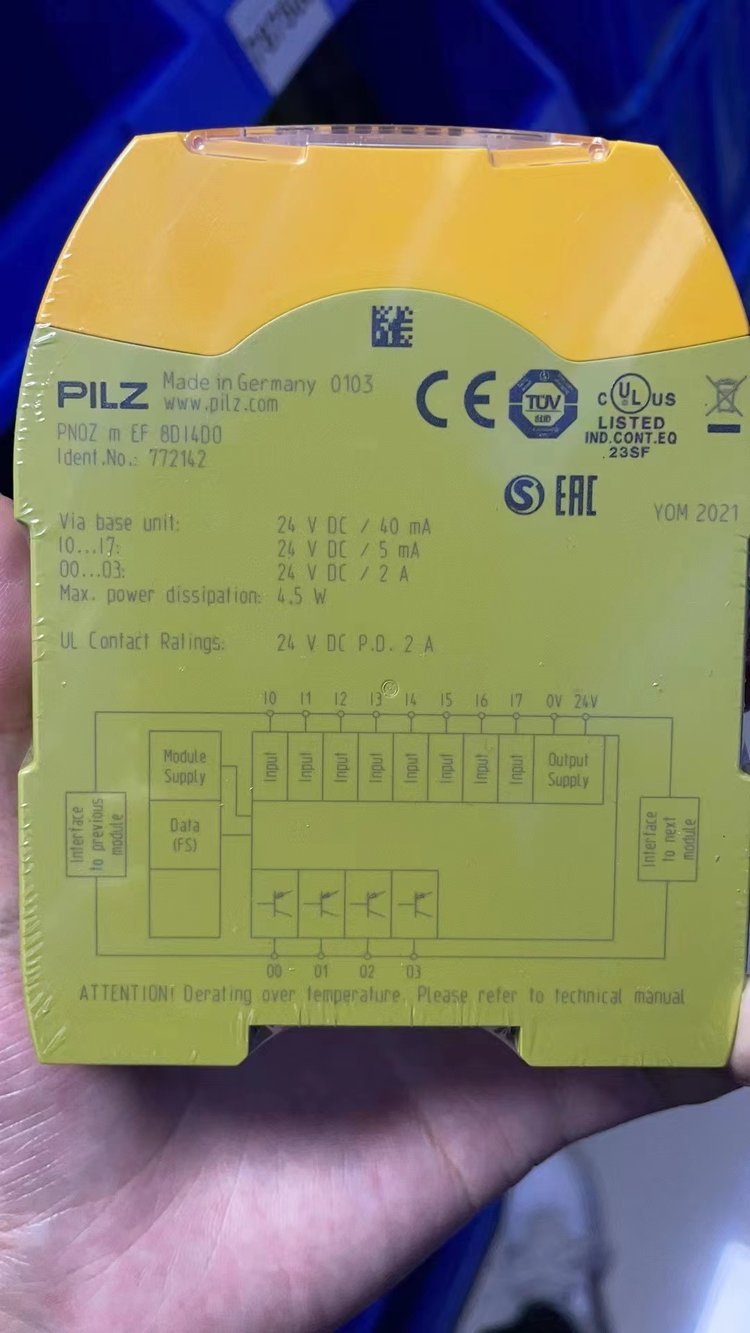 PILZ Made in Germany 0103
www.pilz.com
PNOZ m EF 8DI4DO
Ident.No.: 772142
CE
TÜV
SÜD
C UL US
LISTED
IND.CONT.EQ
23SF
S EAC
YOM 2021
Via base unit: 24 V DC / 40 mA
I0...I7: 24 V DC / 5 mA
O0...O3: 24 V DC / 2 A
Max. power dissipation: 4.5 W
UL Contact Ratings: 24 V DC P.D. 2 A
I0 I1 I2 I3 I4 I5 I6 I7 0V 24V
Module
Supply
Input Input Input Input Input Input Input Input
Output
Supply
Data
(FS)
Interface
to previous
module
Interface
to next
module
O0 O1 O2 O3
ATTENTION! Derating over temperature. Please refer to technical manual